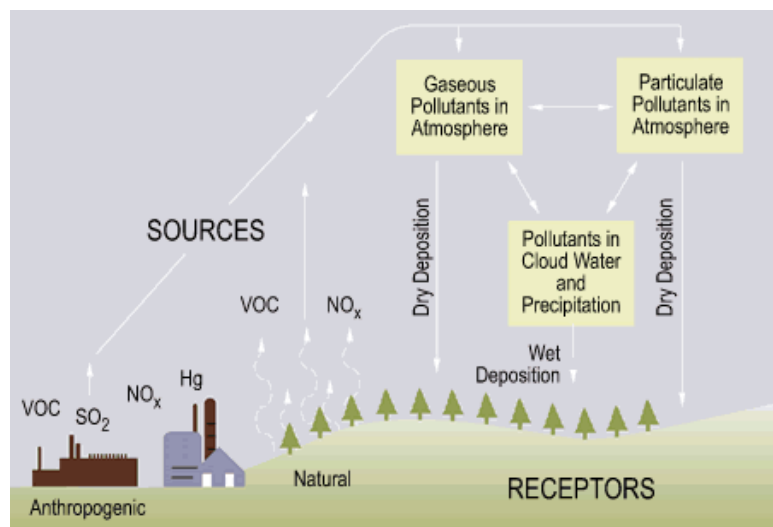 Gaseous
Pollutants in
Atmosphere
Particulate
Pollutants in
Atmosphere
SOURCES
Dry Deposition
Pollutants in
Cloud Water
and
Precipitation
Dry Deposition
VOC
NOx
Wet
Deposition
VOC
SO2
NOx
Hg
Natural
RECEPTORS
Anthropogenic